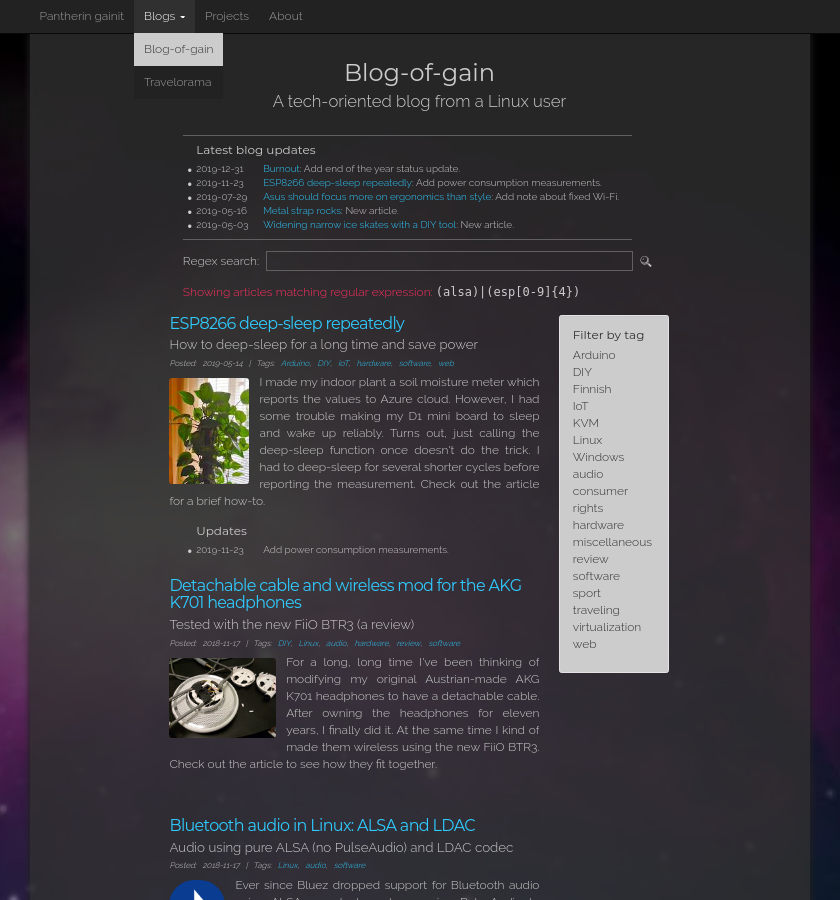 Pantherin gainit Blogs Projects About
Blog-of-gain
Travelorama
Blog-of-gain
A tech-oriented blog from a Linux user
Latest blog updates
2019-12-31 Burnout: Add end of the year status update.
2019-11-23 ESP8266 deep-sleep repeatedly: Add power consumption measurements.
2019-07-29 Asus should focus more on ergonomics than style: Add note about fixed Wi-Fi.
2019-05-16 Metal strap rocks: New article.
2019-05-03 Widening narrow ice skates with a DIY tool: New article.
Regex search:
Showing articles matching regular expression: (alsa)|(esp[0-9]{4})
ESP8266 deep-sleep repeatedly
How to deep-sleep for a long time and save power
Posted: 2019-05-14 | Tags: Arduino, DIY, IoT, hardware, software, web
I made my indoor plant a soil moisture meter which
reports the values to Azure cloud. However, I had
some trouble making my D1 mini board to sleep
and wake up reliably. Turns out, just calling the
deep-sleep function once doesn't do the trick. I
had to deep-sleep for several shorter cycles before
reporting the measurement. Check out the article
for a brief how-to.
Updates
2019-11-23 Add power consumption measurements.
Detachable cable and wireless mod for the AKG
K701 headphones
Tested with the new FiiO BTR3 (a review)
Posted: 2018-11-17 | Tags: DIY, Linux, audio, hardware, review, software
For a long, long time I've been thinking of
modifying my original Austrian-made AKG
K701 headphones to have a detachable cable.
After owning the headphones for eleven
years, I finally did it. At the same time I kind of
made them wireless using the new FiiO BTR3.
Check out the article to see how they fit together.
Bluetooth audio in Linux: ALSA and LDAC
Audio using pure ALSA (no PulseAudio) and LDAC codec
Posted: 2018-11-17 | Tags: Linux, audio, software
Ever since Bluez dropped support for Bluetooth audio
Filter by tag
Arduino
DIY
Finnish
IoT
KVM
Linux
Windows
audio
consumer
rights
hardware
miscellaneous
review
software
sport
traveling
virtualization
web